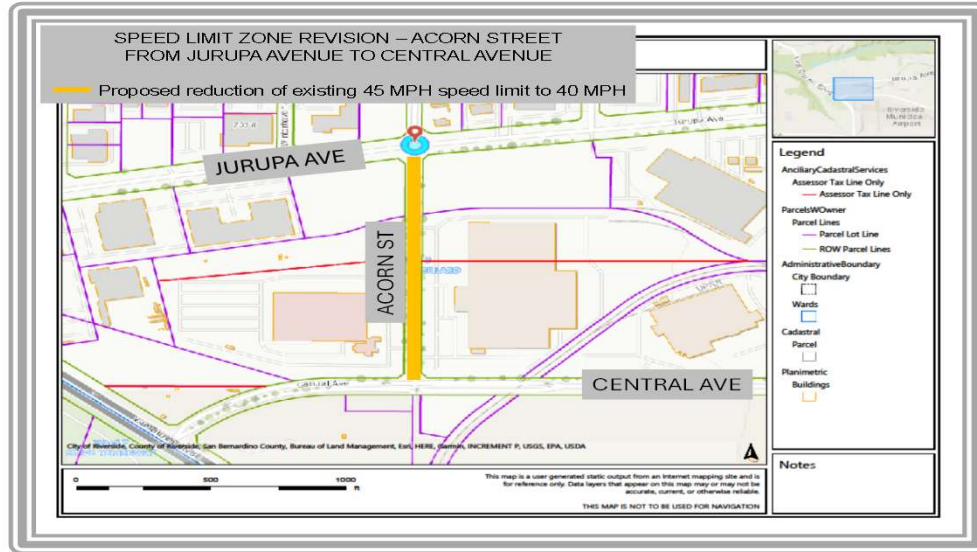 SPEED LIMIT ZONE REVISION – ACORN STREET
FROM JURUPA AVENUE TO CENTRAL AVENUE
Proposed reduction of existing 45 MPH speed limit to 40 MPH
Jurupa Ave
JURUPA AVE
ACORN ST
CENTRAL AVE
Central Ave
City of Riverside, County of Riverside, San Bernardino County, Bureau of Land Management, Esri, HERE, Garmin, INCREMENT P, USGS, EPA, USDA
0 500 1000
ft
This map is a user generated static output from an Internet mapping site and is
for reference only. Data layers that appear on this map may or may not be
accurate, current, or otherwise reliable.
THIS MAP IS NOT TO BE USED FOR NAVIGATION
Jurupa Ave
Riverside
Municipal
Airport
Legend
AnciliaryCadastralServices
Assessor Tax Line Only
Assessor Tax Line Only
ParcelsWOwner
Parcel Lines
Parcel Lot Line
ROW Parcel Lines
AdministrativeBoundary
City Boundary
Wards
Cadastral
Parcel
Planimetric
Buildings
Notes